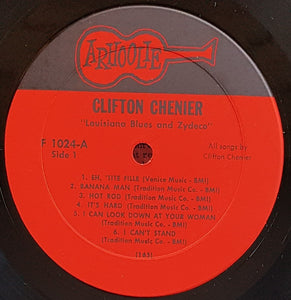 ARHOOLIE
CLIFTON CHENIER
"Louisiana Blues and Zydeco"
F 1024-A
Side 1
All songs by
Clifton Chenier
1. EH, 'TITE FILLE (Venice Music - BMI)
2. BANANA MAN (Tradition Music Co. - BMI)
3. HOT ROD (Tradition Music Co. - BMI)
4. IT'S HARD (Tradition Music Co. - BMI)
5. I CAN LOOK DOWN AT YOUR WOMAN
(Tradition Music Co. - BMI)
6. I CAN'T STAND
(Tradition Music Co. - BMI)